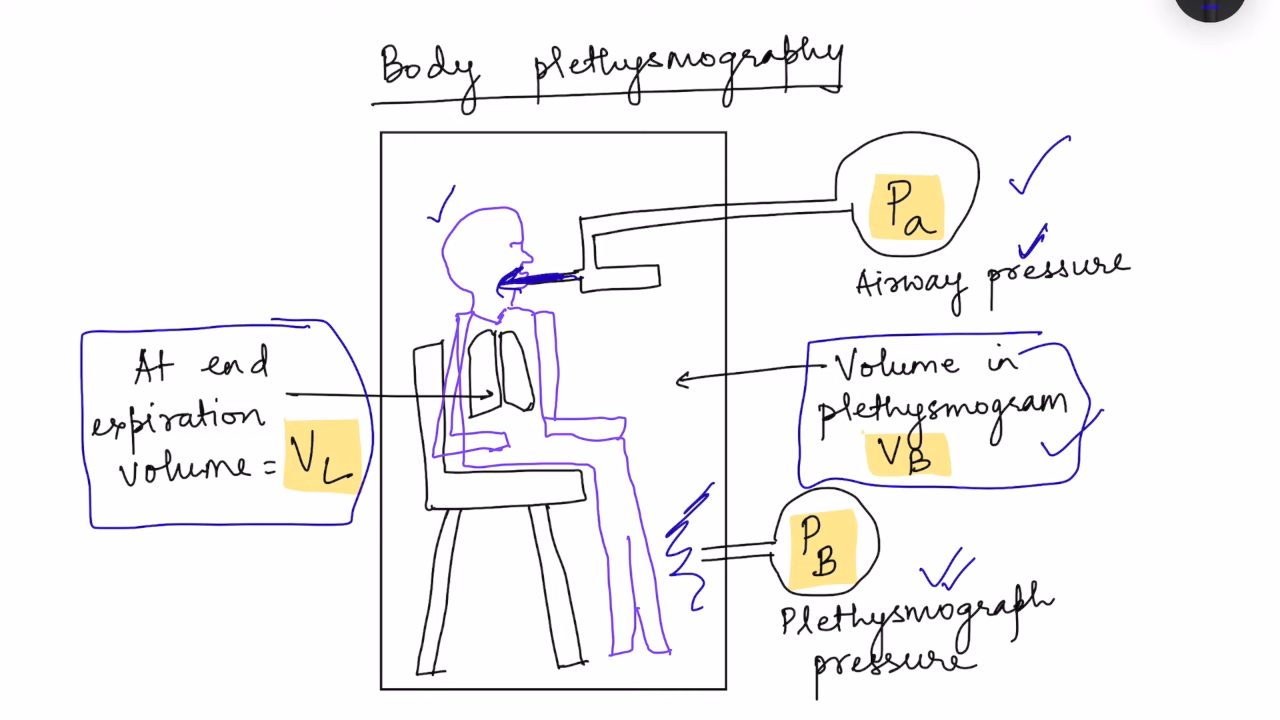 Body plethysmography
Pa
Airway pressure
At end
expiration
volume = VL
Volume in
plethysmogram
VB
PB
Plethysmograph
pressure